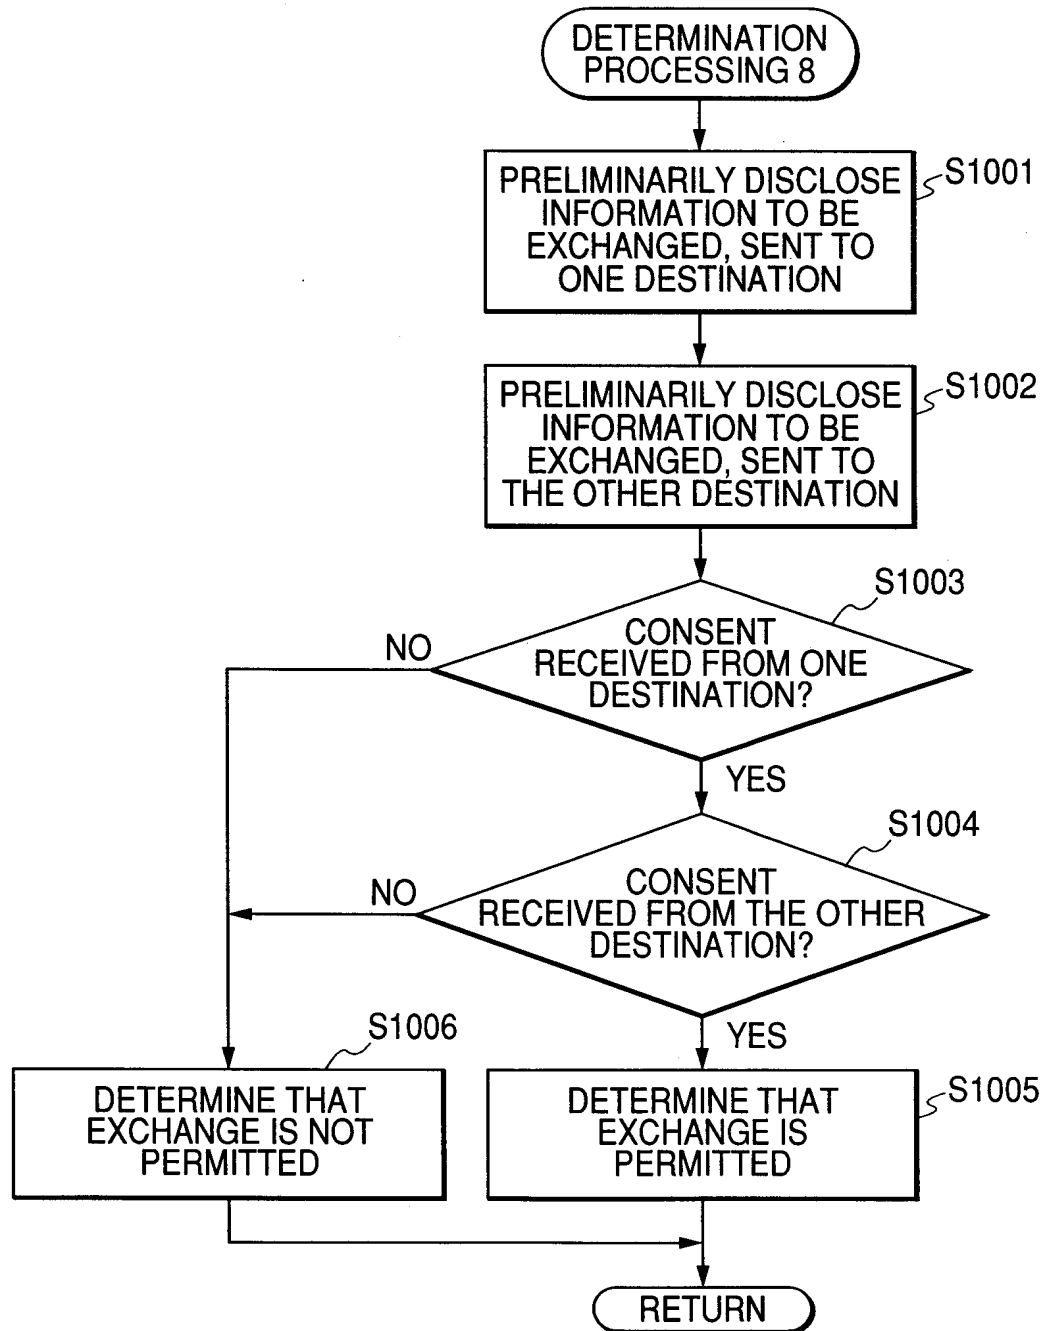 DETERMINATION
PROCESSING 8
S1001
PRELIMINARILY DISCLOSE
INFORMATION TO BE
EXCHANGED, SENT TO
ONE DESTINATION
S1002
PRELIMINARILY DISCLOSE
INFORMATION TO BE
EXCHANGED, SENT TO
THE OTHER DESTINATION
S1003
NO
CONSENT
RECEIVED FROM ONE
DESTINATION?
YES
S1004
NO
CONSENT
RECEIVED FROM THE OTHER
DESTINATION?
YES
S1006
DETERMINE THAT
EXCHANGE IS NOT
PERMITTED
S1005
DETERMINE THAT
EXCHANGE IS
PERMITTED
RETURN